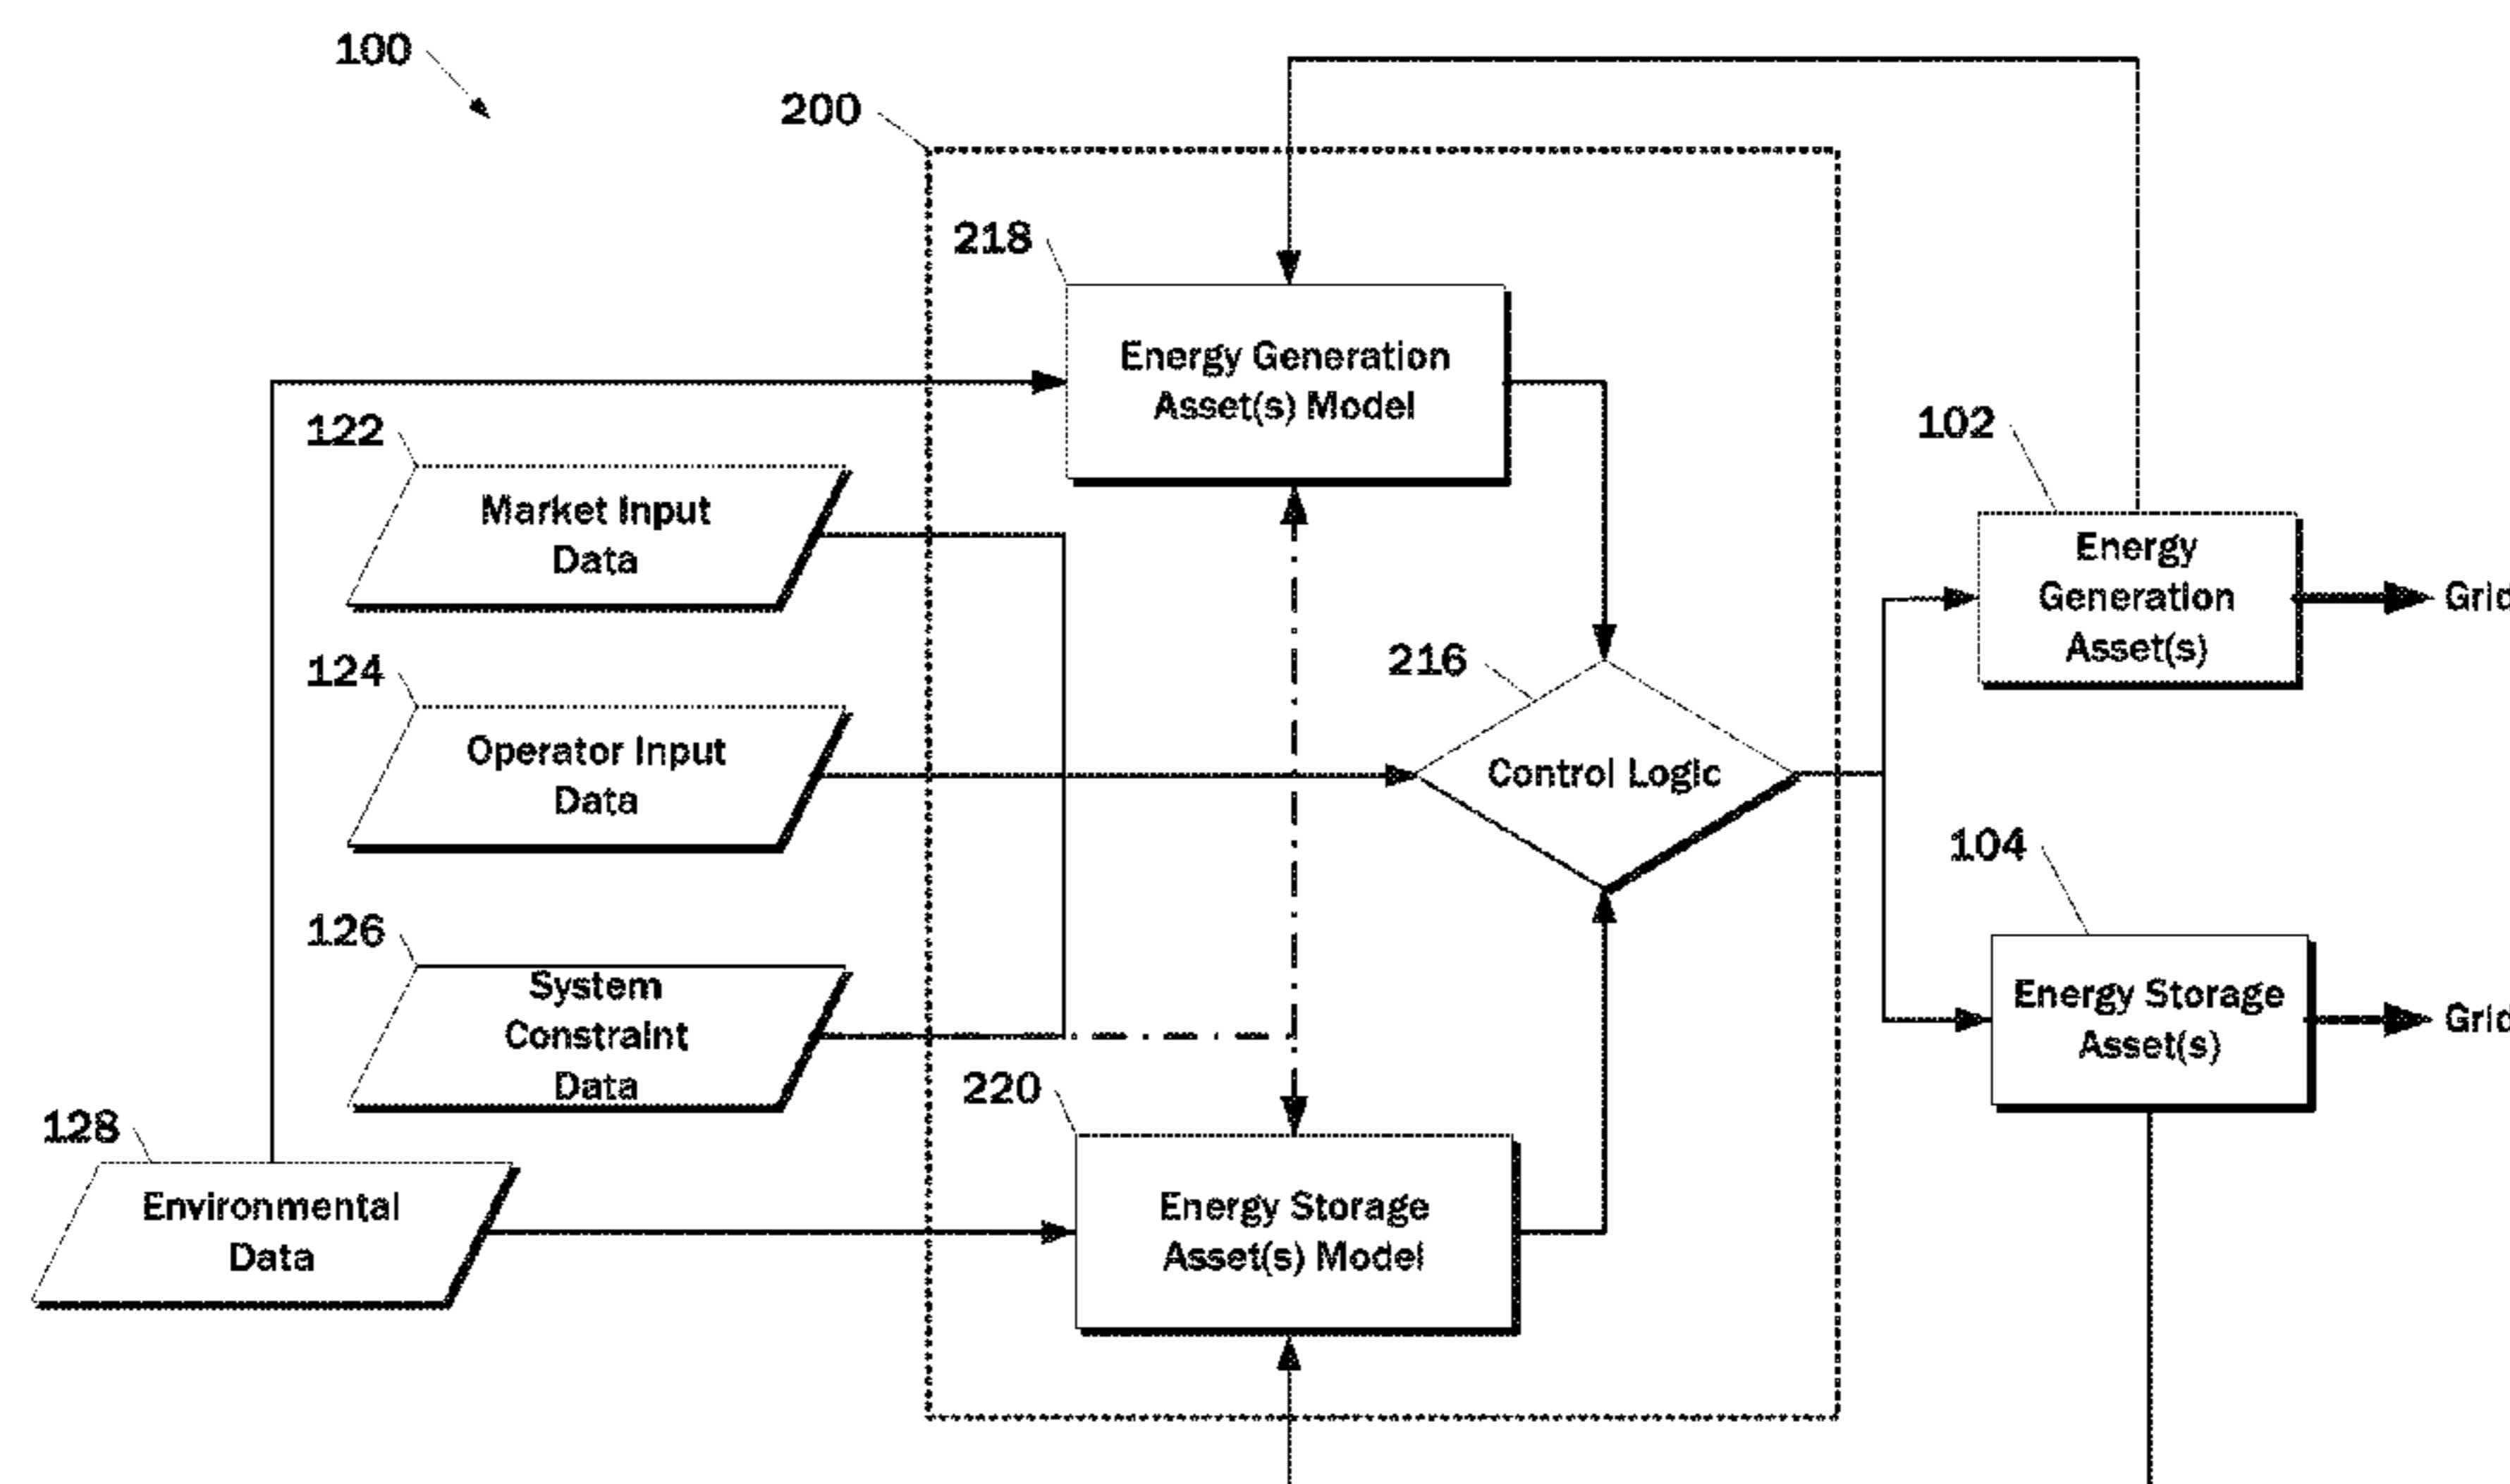 100
200
218
Energy Generation
Asset(s) Model
122
Market Input
Data
102
Energy
Generation
Asset(s)
Grid
124
Operator Input
Data
216
Control Logic
104
Energy Storage
Asset(s)
Grid
126
System
Constraint
Data
220
Energy Storage
Asset(s) Model
128
Environmental
Data